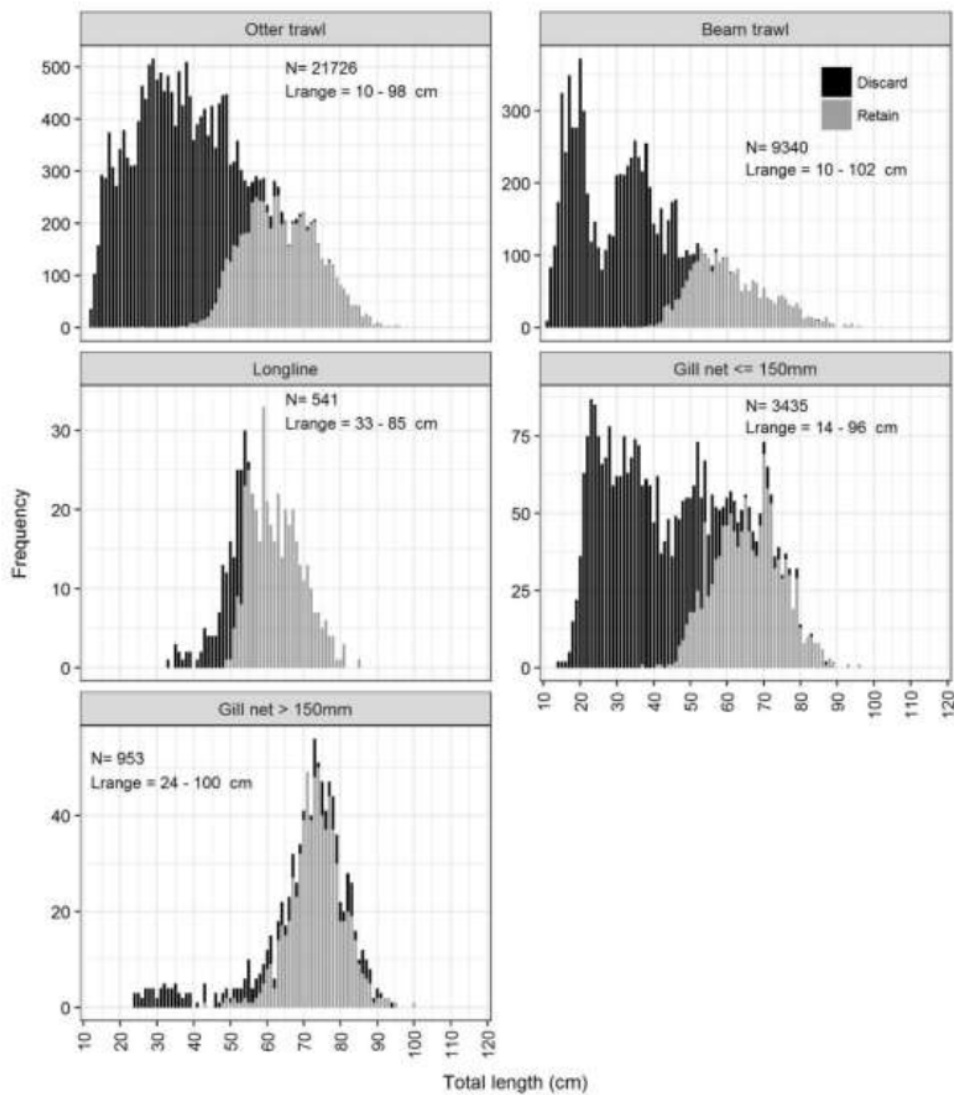 Otter trawl
Beam trawl
500
400
300
200
100
0
N= 21726
Lrange = 10 - 98 cm
300
200
100
0
Discard
Retain
N= 9340
Lrange = 10 - 102 cm
Longline
Gill net <= 150mm
30
20
10
0
N= 541
Lrange = 33 - 85 cm
75
50
25
0
N= 3435
Lrange = 14 - 96 cm
10 20 30 40 50 60 70 80 90 100 110 120
Gill net > 150mm
40
20
0
N= 953
Lrange = 24 - 100 cm
10 20 30 40 50 60 70 80 90 100 110 120
Frequency
Total length (cm)